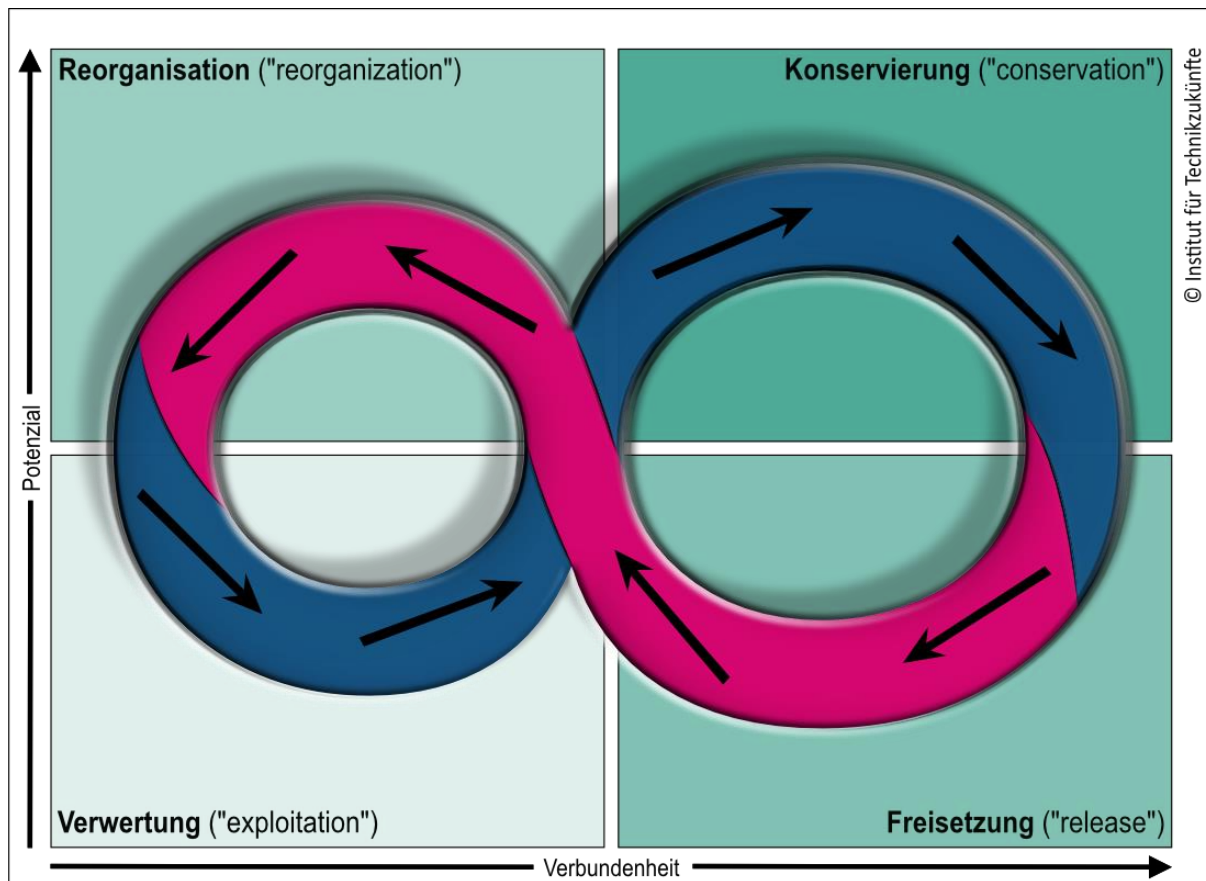 Reorganisation ("reorganization")
Konservierung ("conservation")
© Institut für Technikzukünfte
Potenzial
Verwertung ("exploitation")
Freisetzung ("release")
Verbundenheit